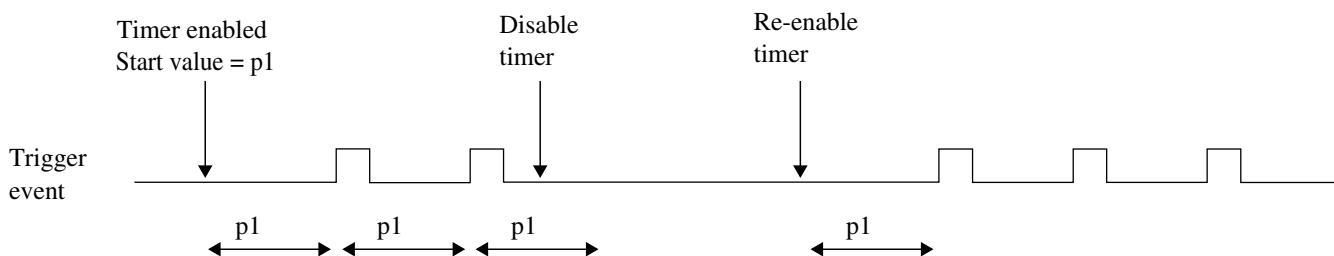 Timer enabled
Start value = p1
Disable
timer
Re-enable
timer
Trigger
event
p1
p1
p1
p1